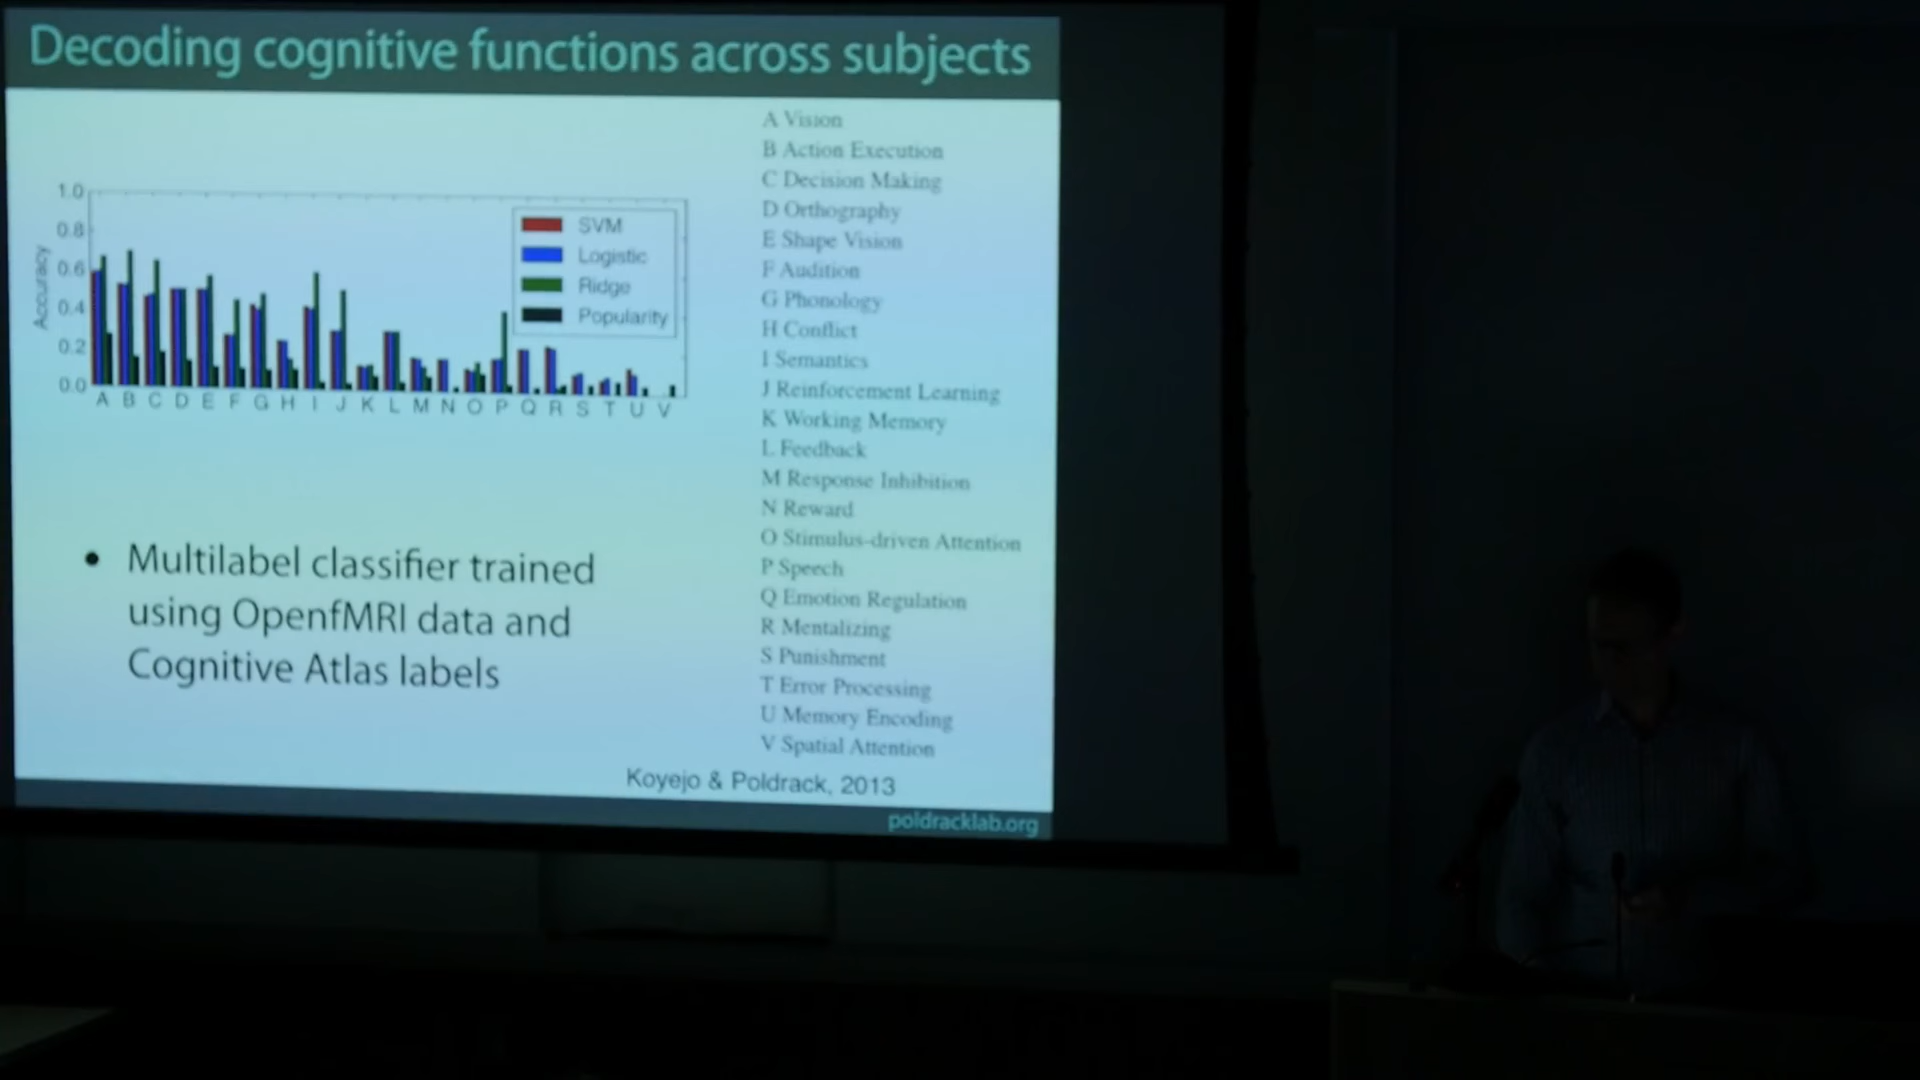 Decoding cognitive functions across subjects
A Vision
B Action Execution
C Decision Making
D Orthography
E Shape Vision
F Audition
G Phonology
H Conflict
I Semantics
J Reinforcement Learning
K Working Memory
L Feedback
M Response Inhibition
N Reward
O Stimulus-driven Attention
P Speech
Q Emotion Regulation
R Mentalizing
S Punishment
T Error Processing
U Memory Encoding
V Spatial Attention
Accuracy
1.0
0.8
0.6
0.4
0.2
0.0
A B C D E F G H I J K L M N O P Q R S T U V
SVM
Logistic
Ridge
Popularity
• Multilabel classifier trained
using OpenfMRI data and
Cognitive Atlas labels
Koyejo & Poldrack, 2013
poldracklab.org